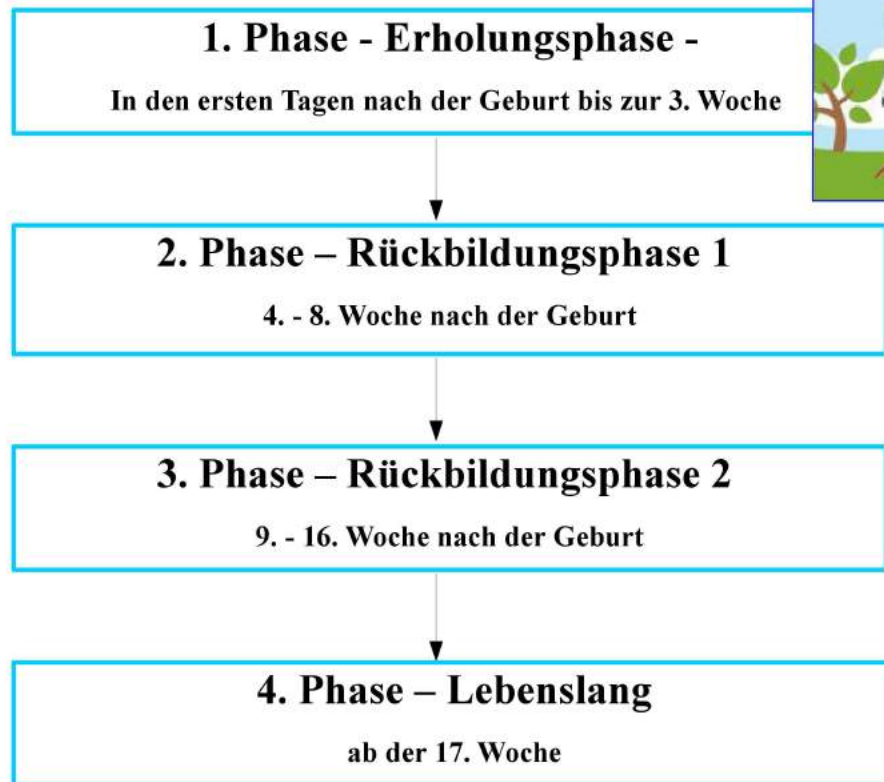 1. Phase - Erholungsphase -
In den ersten Tagen nach der Geburt bis zur 3. Woche
2. Phase – Rückbildungsphase 1
4. - 8. Woche nach der Geburt
3. Phase – Rückbildungsphase 2
9. - 16. Woche nach der Geburt
4. Phase – Lebenslang
ab der 17. Woche